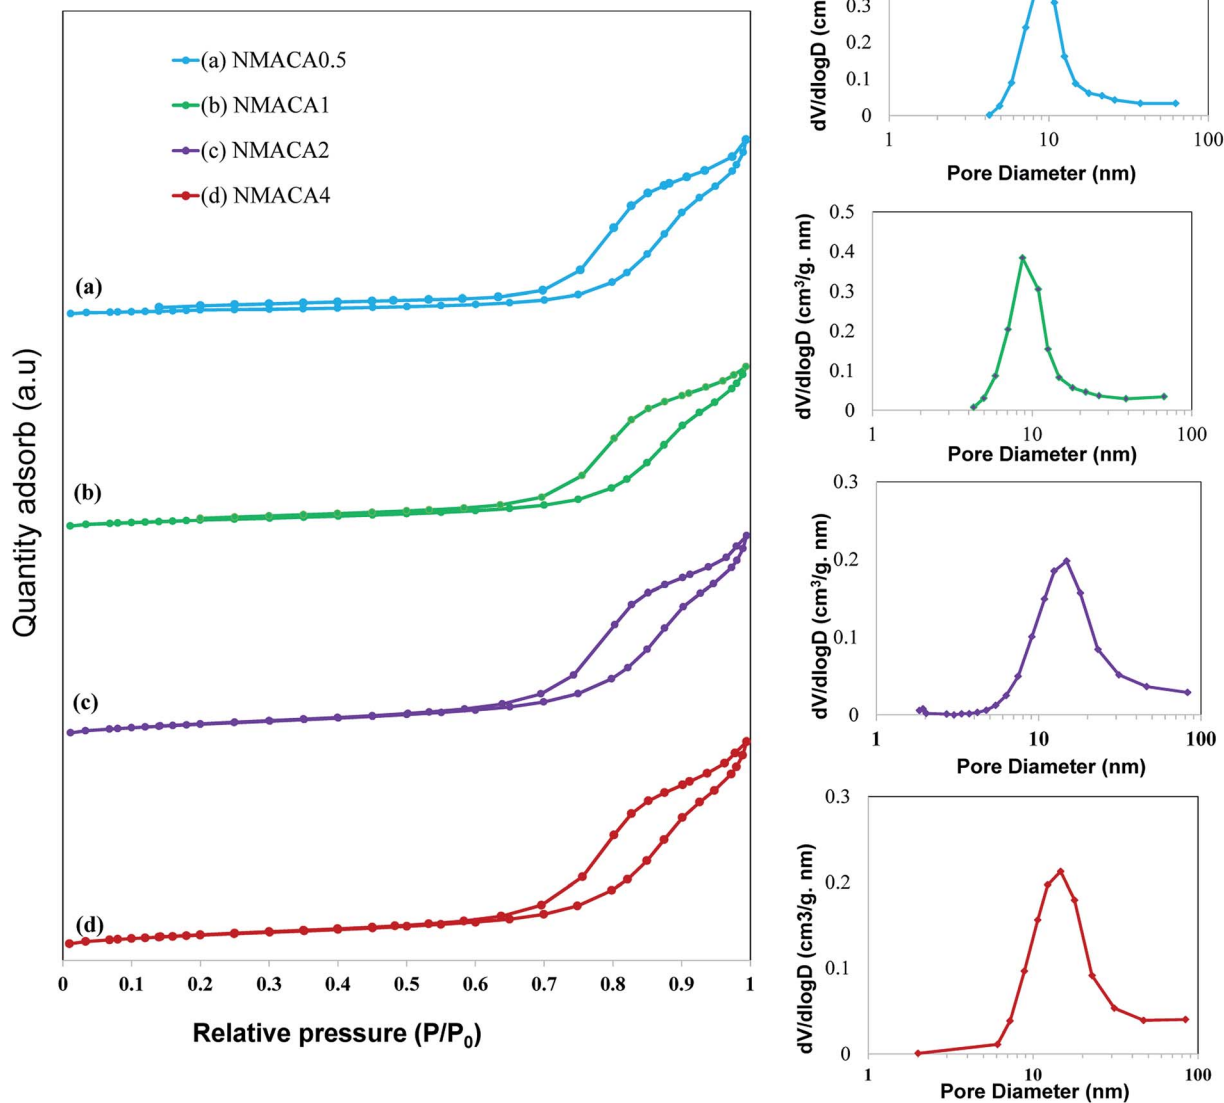 (a) NMACA0.5
(b) NMACA1
(c) NMACA2
(d) NMACA4
(a)
(b)
(c)
(d)
Quantity adsorb (a.u)
0 0.1 0.2 0.3 0.4 0.5 0.6 0.7 0.8 0.9 1
Relative pressure (P/P₀)
dV/dlogD (cm
0.3
0.2
0.1
0
1 10 100
Pore Diameter (nm)
dV/dlogD (cm³/g. nm)
0.5
0.4
0.3
0.2
0.1
0
1 10 100
Pore Diameter (nm)
dV/dlogD (cm³/g. nm)
0.3
0.2
0.1
0
1 10 100
Pore Diameter (nm)
dV/dlogD (cm3/g. nm)
0.3
0.2
0.1
0
1 10 100
Pore Diameter (nm)